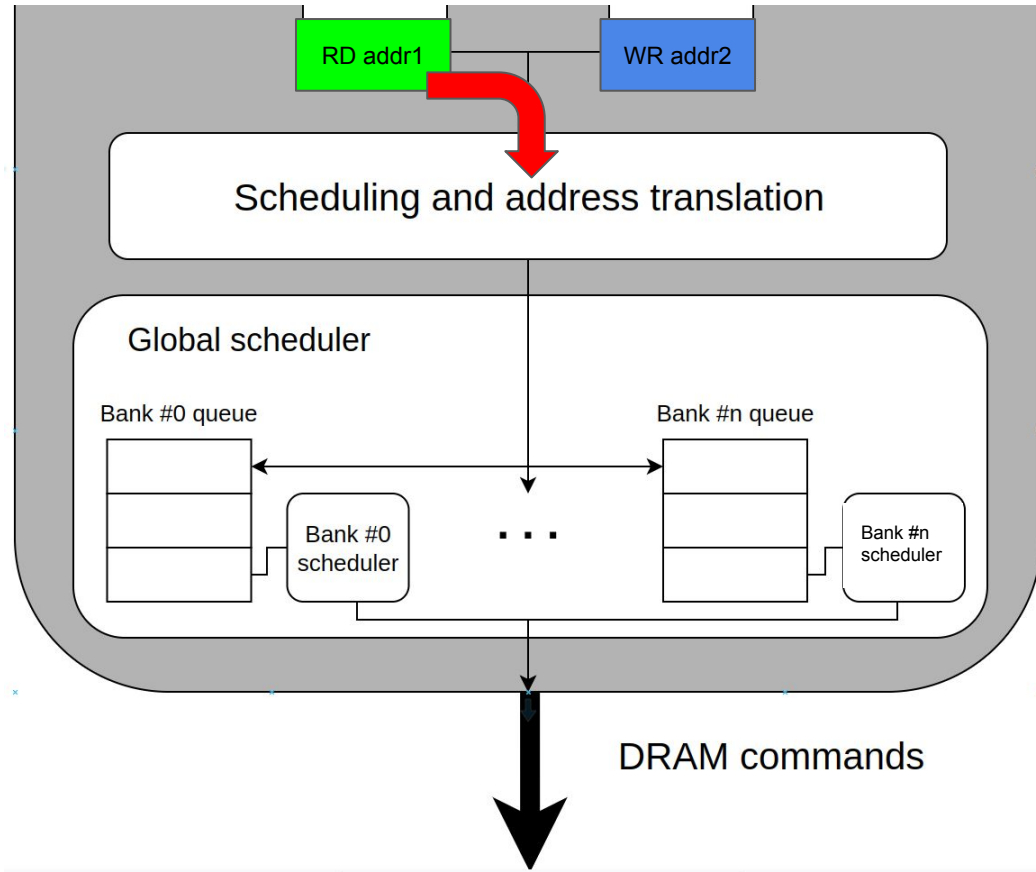 RD addr1
WR addr2
Scheduling and address translation
Global scheduler
Bank #0 queue
Bank #n queue
Bank #0
scheduler
. . .
Bank #n
scheduler
DRAM commands